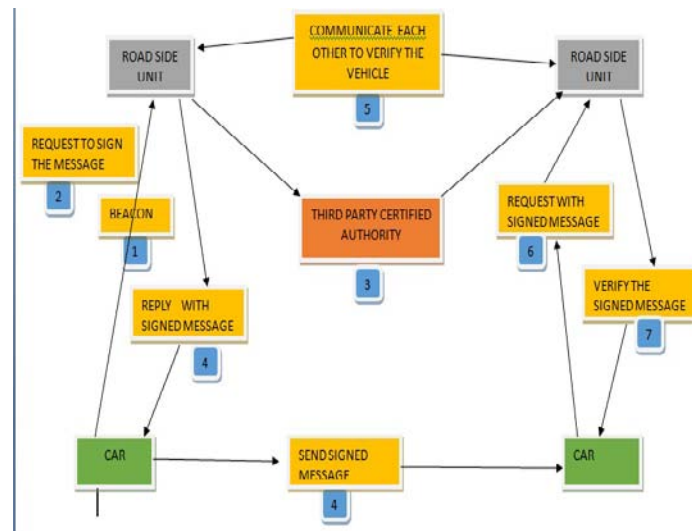 COMMUNICATE EACH
OTHER TO VERIFY THE
VEHICLE
5
ROAD SIDE
UNIT
ROAD SIDE
UNIT
REQUEST TO SIGN
THE MESSAGE
2
BEACON
1
THIRD PARTY CERTIFIED
AUTHORITY
3
REQUEST WITH
SIGNED MESSAGE
6
REPLY WITH
SIGNED MESSAGE
4
VERIFY THE
SIGNED MESSAGE
7
CAR
SEND SIGNED
MESSAGE
4
CAR